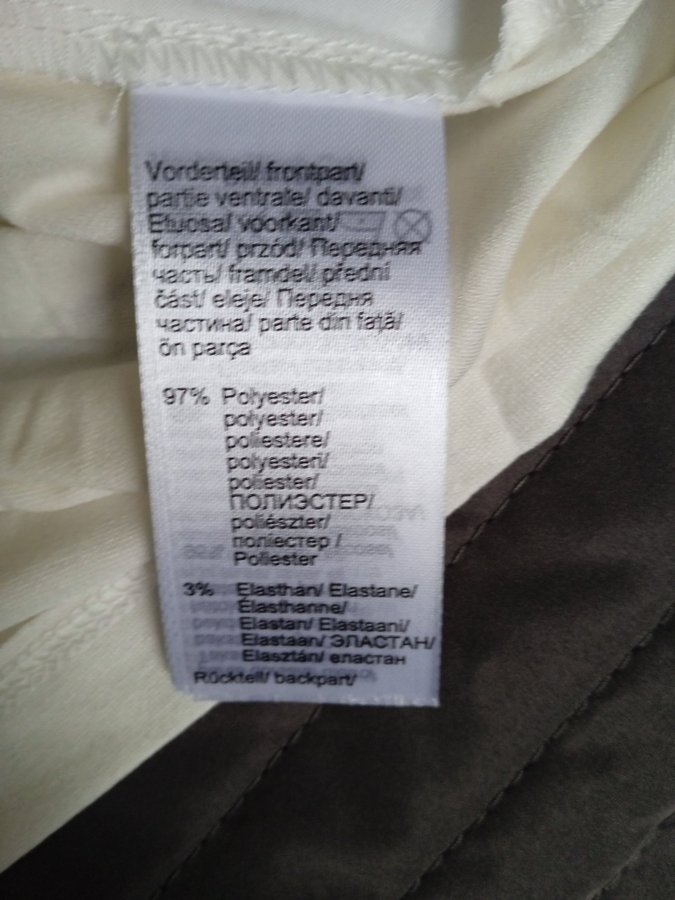 Vorderteil/ frontpart/
partie ventrale/ davanti/
Etuosa/ voorkant/
forpart/ przód/ Передняя
часть/ framdel/ přední
část/ eleje/ Передня
частина/ parte din faţă/
ön parça
97% Polyester/
polyester/
poliestere/
polyesteri/
poliester/
ПОЛИЭСТЕР/
poliészter/
поліестер /
Poliester
3% Elasthan/ Elastane/
Élasthanne/
Elastan/ Elastaani/
Elastaan/ ЭЛАСТАН/
Elasztán/ еластан
Rückteil/ backpart/